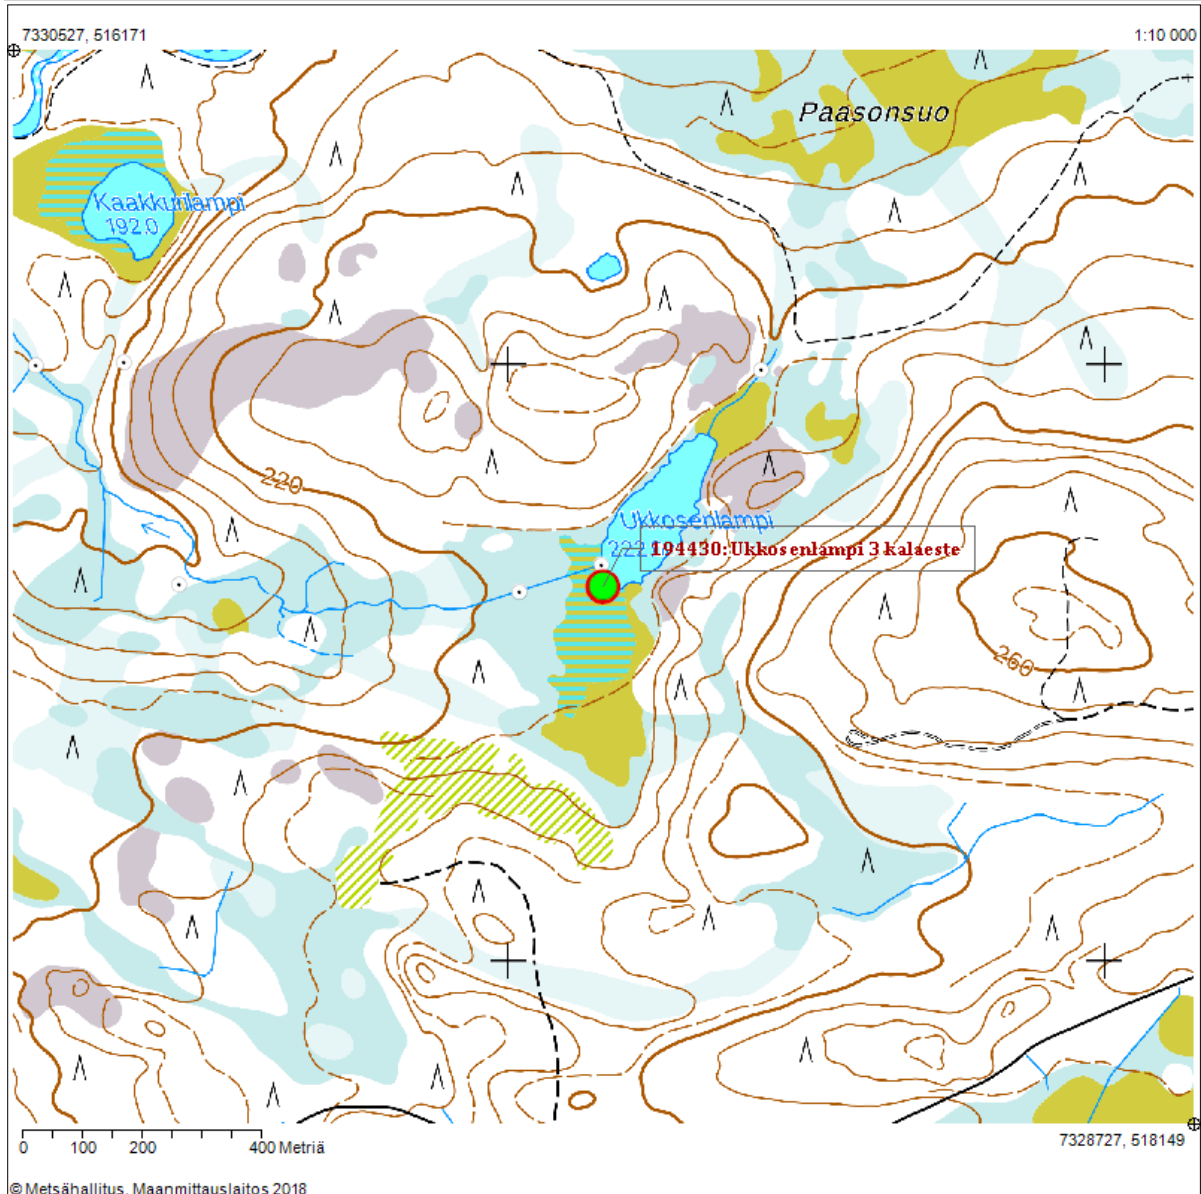 7330527, 516171
1:10 000
Paasonsuo
Kaakkurilampi
192.0
220
Ukkosenlampi
194430:Ukkosenlampi 3 kalaeste
260
0 100 200 400 Metriä
7328727, 518149
© Metsähallitus, Maanmittauslaitos 2018